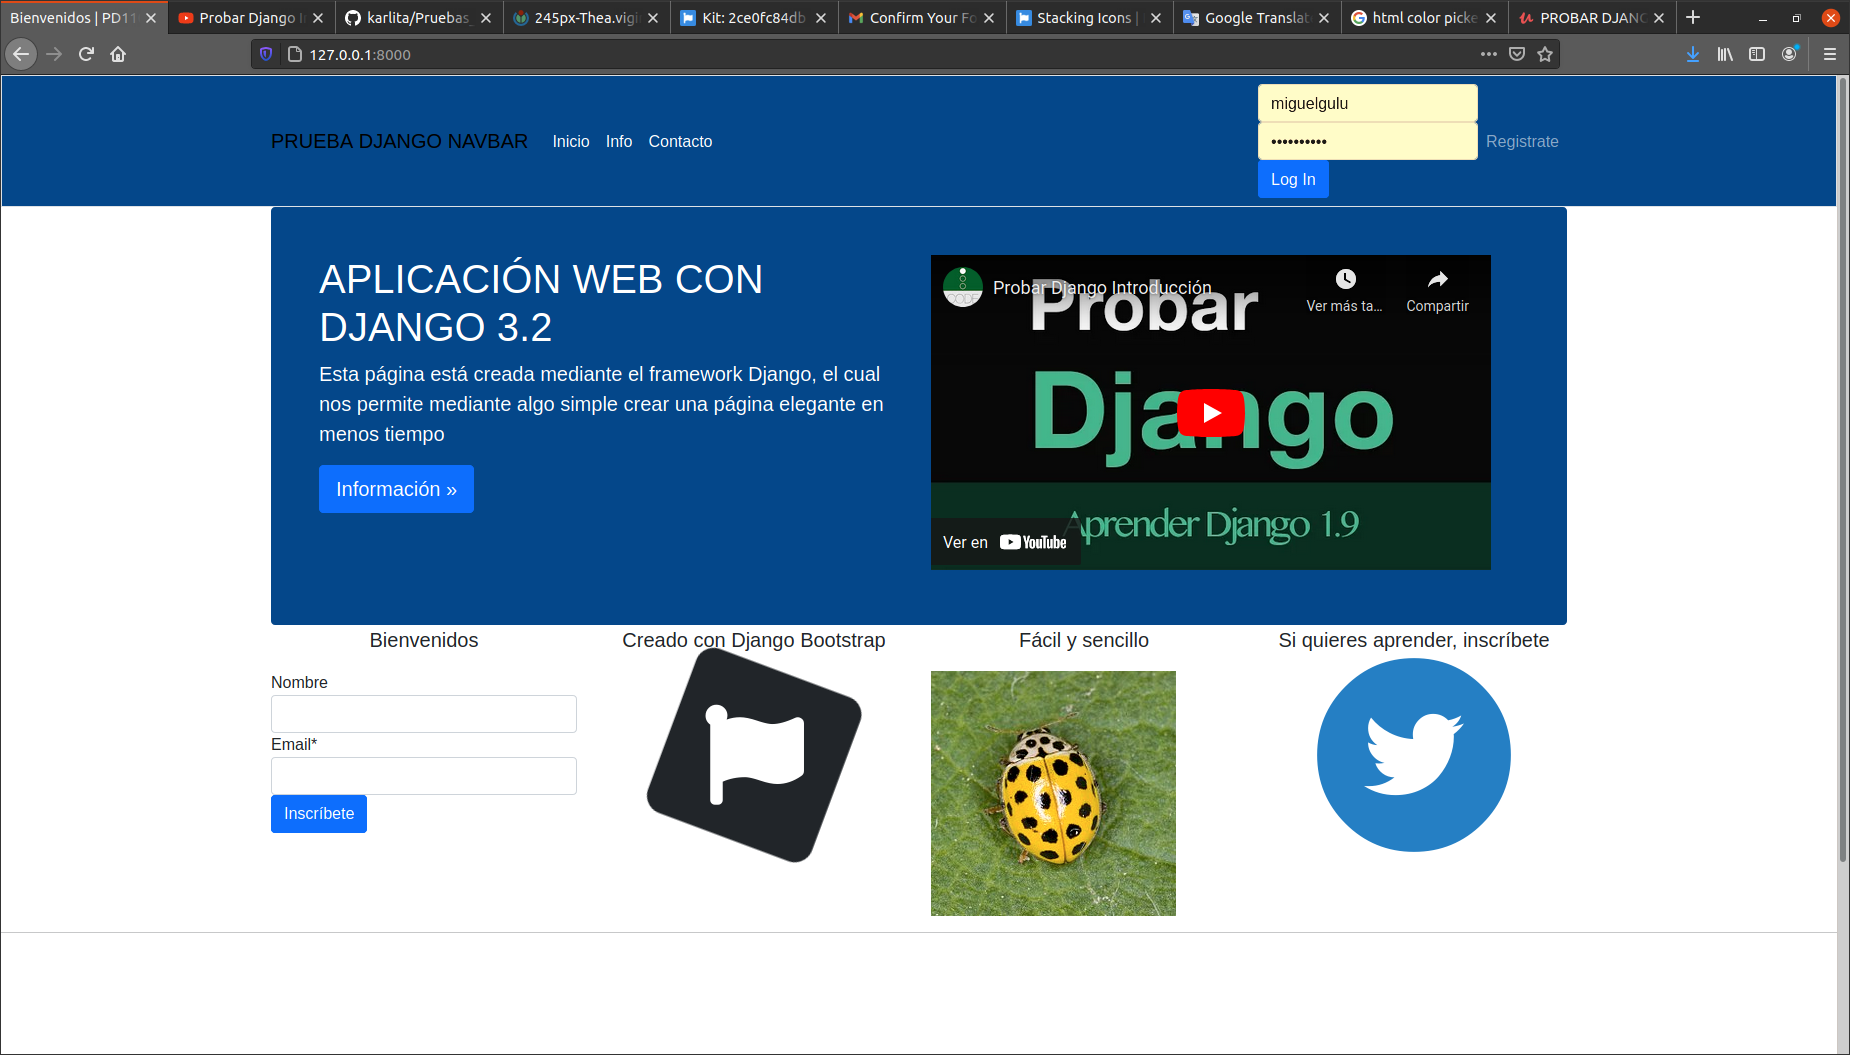 Bienvenidos | PD11
Probar Django I
karlita/Pruebas_
245px-Thea.vigi
Kit: 2ce0fc84db
Confirm Your Fo
Stacking Icons |
Google Translat
html color picke
PROBAR DJANG
127.0.0.1:8000
PRUEBA DJANGO NAVBAR
Inicio
Info
Contacto
miguelgulu
••••••••••
Registrate
Log In
APLICACIÓN WEB CON
DJANGO 3.2
Esta página está creada mediante el framework Django, el cual
nos permite mediante algo simple crear una página elegante en
menos tiempo
Información »
CODE
Probar Django Introducción
Ver más ta...
Compartir
Probar
Django
Aprender Django 1.9
Ver en YouTube
Bienvenidos
Creado con Django Bootstrap
Fácil y sencillo
Si quieres aprender, inscríbete
Nombre
Email*
Inscríbete